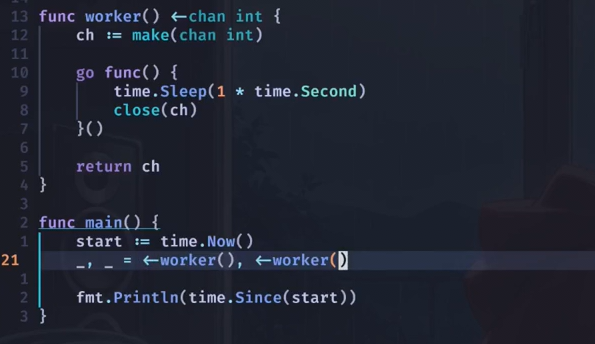 13 func worker() <-chan int {
12     ch := make(chan int)
11
10     go func() {
9         time.Sleep(1 * time.Second)
8         close(ch)
7     }()
6
5     return ch
4 }
3
2 func main() {
1     start := time.Now()
21     _, _ = <-worker(), <-worker()
1
2     fmt.Println(time.Since(start))
3 }